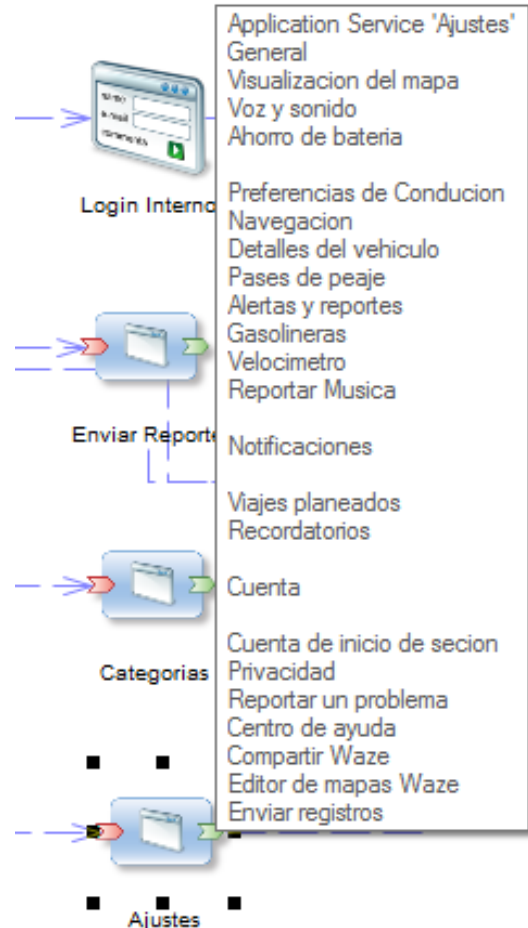 Application Service 'Ajustes'
General
Visualizacion del mapa
Voz y sonido
Ahorro de bateria
Preferencias de Conducion
Navegacion
Detalles del vehiculo
Pases de peaje
Alertas y reportes
Gasolineras
Velocimetro
Reportar Musica
Notificaciones
Viajes planeados
Recordatorios
Cuenta
Cuenta de inicio de secion
Privacidad
Reportar un problema
Centro de ayuda
Compartir Waze
Editor de mapas Waze
Enviar registros
name
e-mail
comments
Login Interno
Enviar Reporte
Categorias
Ajustes